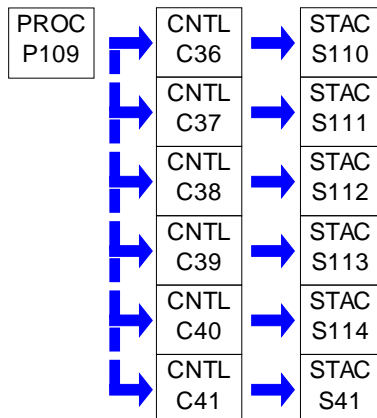 PROC
P109
CNTL
C36
STAC
S110
CNTL
C37
STAC
S111
CNTL
C38
STAC
S112
CNTL
C39
STAC
S113
CNTL
C40
STAC
S114
CNTL
C41
STAC
S41